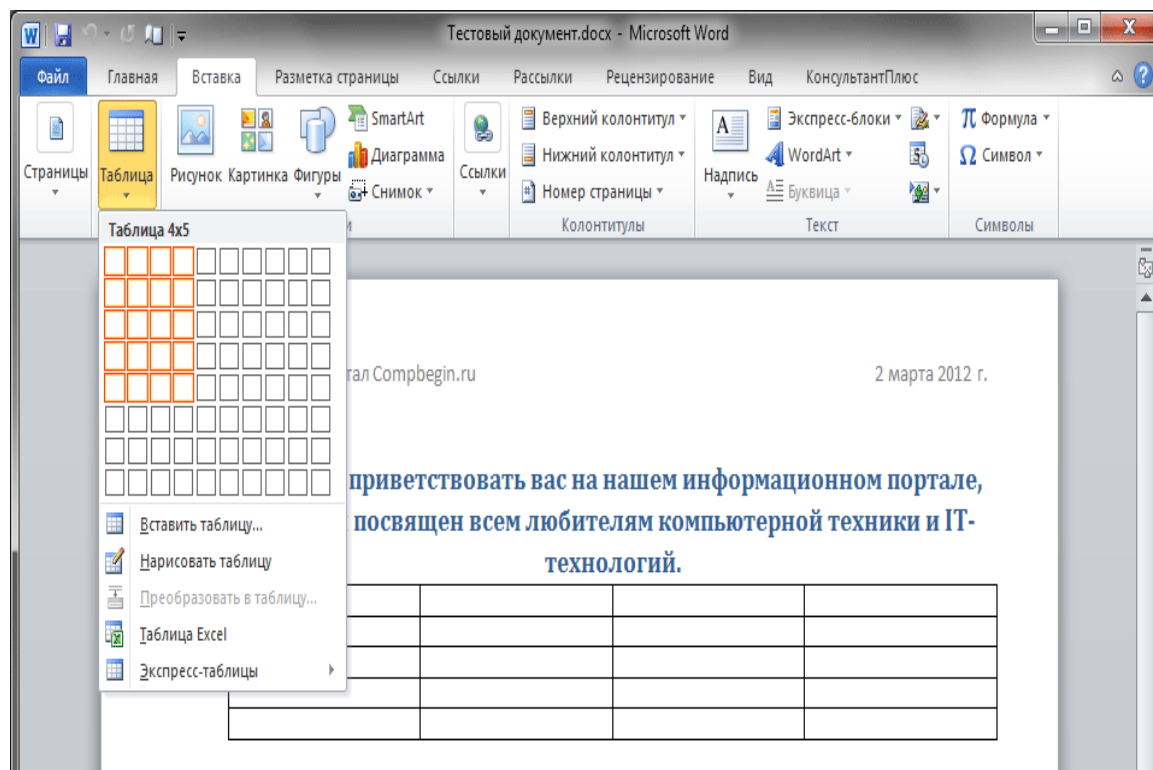 Тестовый документ.docx - Microsoft Word
Файл Главная Вставка Разметка страницы Ссылки Рассылки Рецензирование Вид КонсультантПлюс
Страницы
Таблица
Рисунок Картинка Фигуры
SmartArt
Диаграмма
Снимок
Ссылки
Верхний колонтитул
Нижний колонтитул
Номер страницы
Колонтитулы
Надпись
Экспресс-блоки
WordArt
Буквица
Текст
Формула
Символ
Символы
Таблица 4x5
Вставить таблицу...
Нарисовать таблицу
Преобразовать в таблицу...
Таблица Excel
Экспресс-таблицы
тал Compbegin.ru 2 марта 2012 г.
приветствовать вас на нашем информационном портале,
посвящен всем любителям компьютерной техники и IT-
технологий.